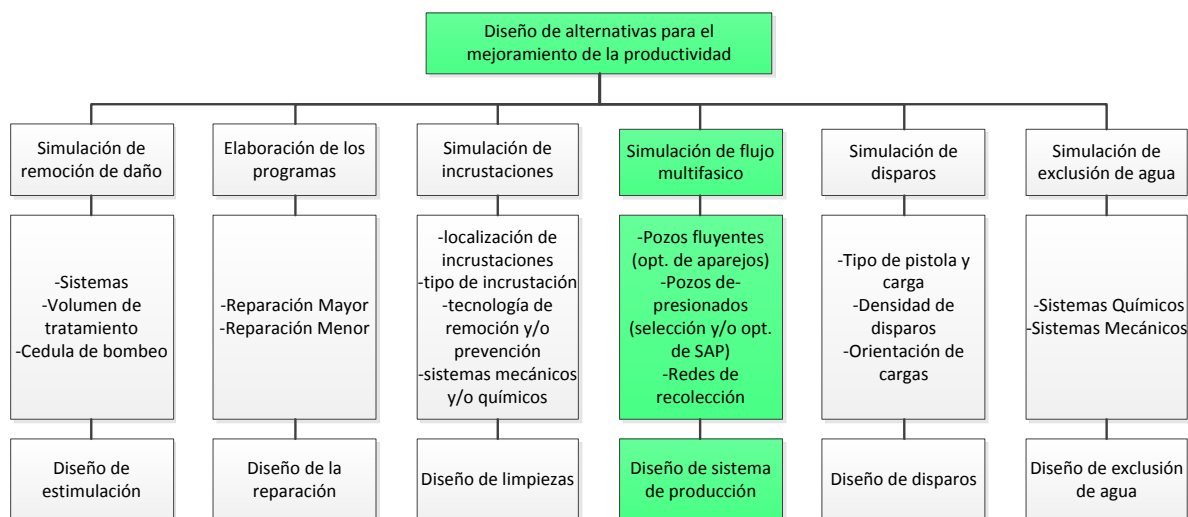 Diseño de alternativas para el
mejoramiento de la productividad
Simulación de
remoción de daño
Elaboración de los
programas
Simulación de
incrustaciones
Simulación de flujo
multifasico
Simulación de
disparos
Simulación de
exclusión de agua
-Sistemas
-Volumen de
tratamiento
-Cedula de bombeo
-Reparación Mayor
-Reparación Menor
-localización de
incrustaciones
-tipo de incrustación
-tecnología de
remoción y/o
prevención
-sistemas mecánicos
y/o químicos
-Pozos fluyentes
(opt. de aparejos)
-Pozos de-
presionados
(selección y/o opt.
de SAP)
-Redes de
recolección
-Tipo de pistola y
carga
-Densidad de
disparos
-Orientación de
cargas
-Sistemas Químicos
-Sistemas Mecánicos
Diseño de
estimulación
Diseño de la
reparación
Diseño de limpiezas
Diseño de sistema
de producción
Diseño de disparos
Diseño de exclusión
de agua